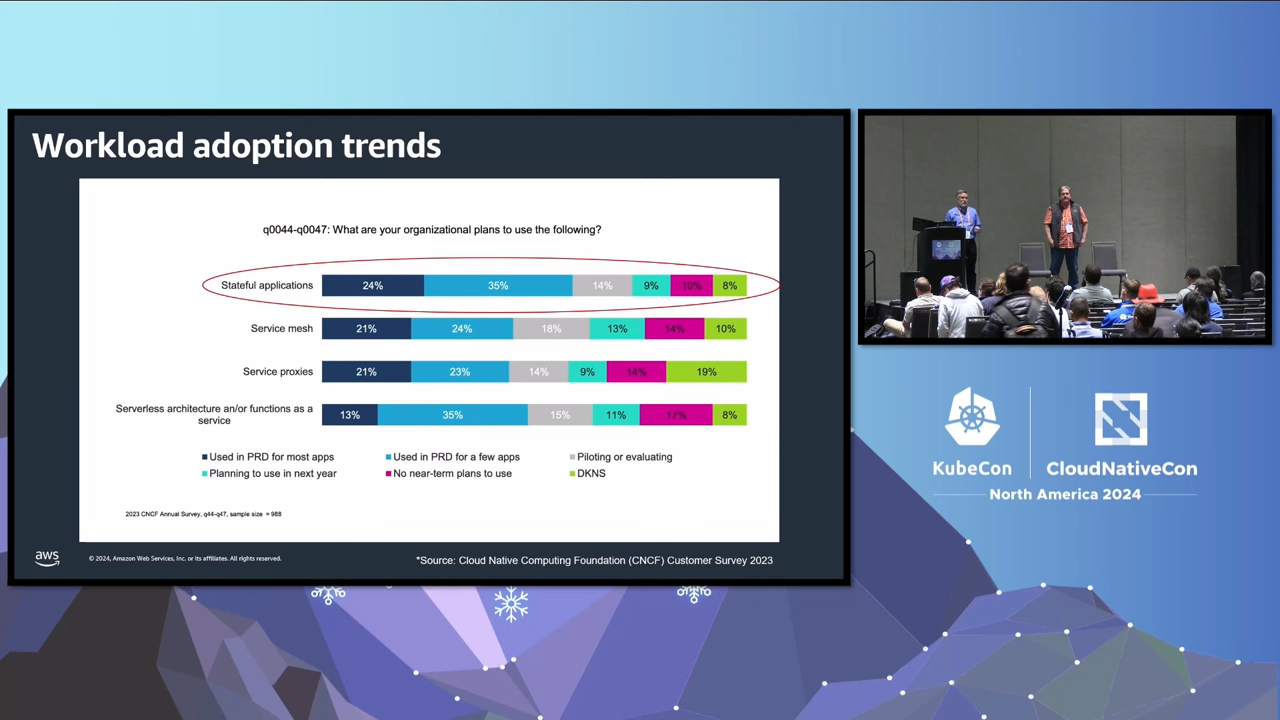 Workload adoption trends
q0044-q0047: What are your organizational plans to use the following?
Stateful applications 24% 35% 14% 9% 10% 8%
Service mesh 21% 24% 18% 13% 14% 10%
Service proxies 21% 23% 14% 9% 14% 19%
Serverless architecture an/or functions as a
service
13% 35% 15% 11% 17% 8%
Used in PRD for most apps Used in PRD for a few apps Piloting or evaluating
Planning to use in next year No near-term plans to use DKNS
2023 CNCF Annual Survey, q44-q47, sample size = 988
aws
© 2024, Amazon Web Services, Inc. or its affiliates. All rights reserved.
*Source: Cloud Native Computing Foundation (CNCF) Customer Survey 2023
KubeCon CloudNativeCon
North America 2024